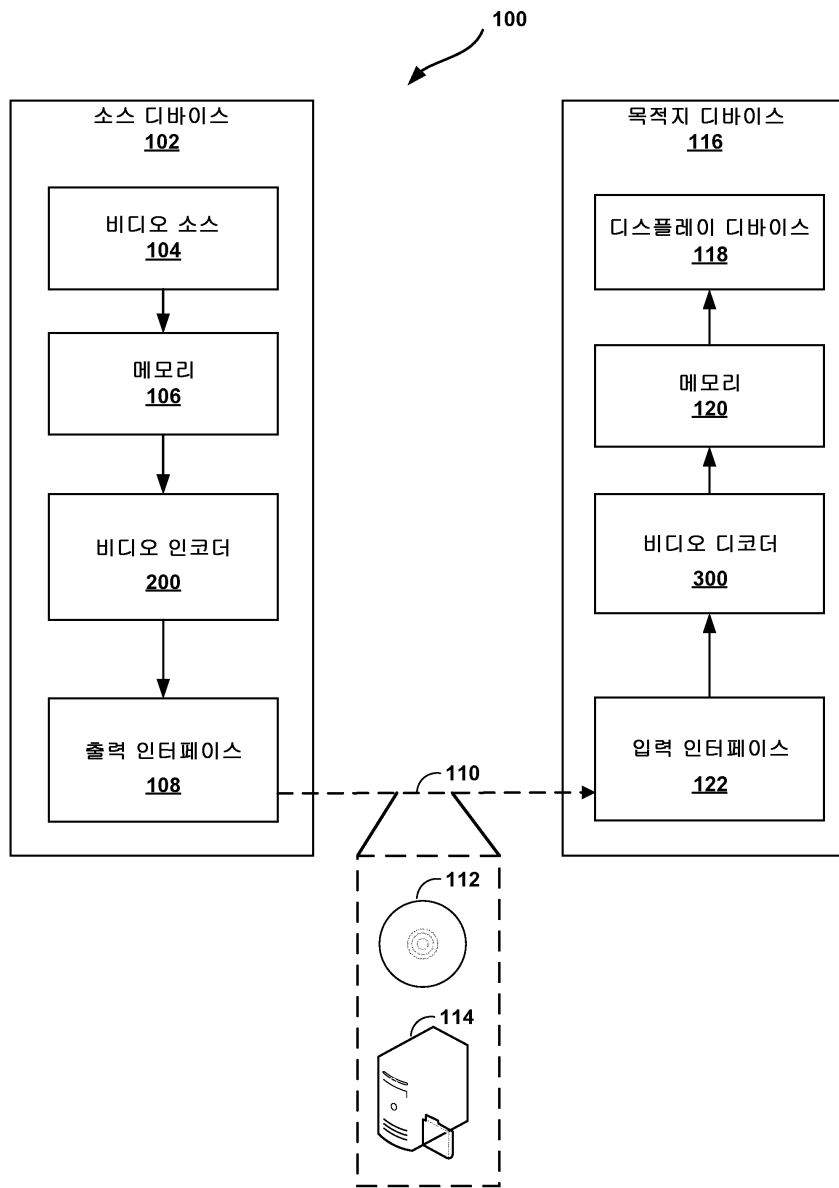 100
소스 디바이스
102
비디오 소스
104
메모리
106
비디오 인코더
200
출력 인터페이스
108
목적지 디바이스
116
디스플레이 디바이스
118
메모리
120
비디오 디코더
300
입력 인터페이스
122
110
112
114